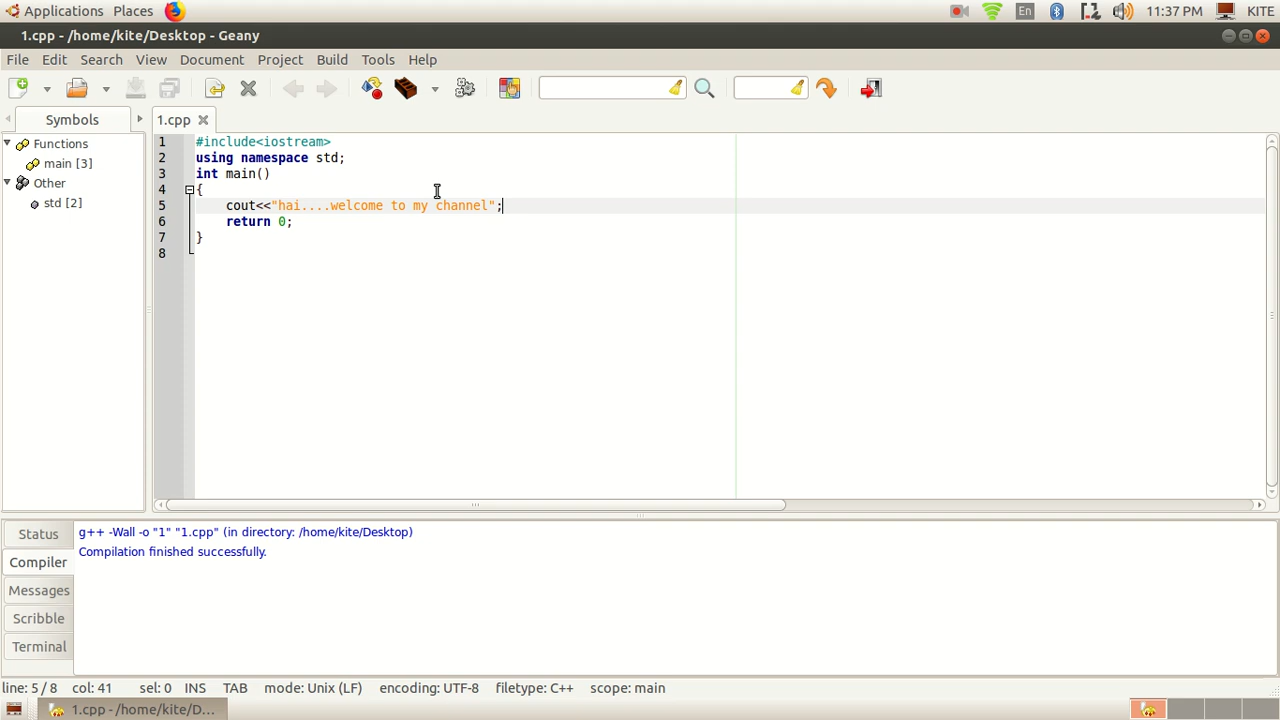 Applications Places En 11:37 PM KITE
1.cpp - /home/kite/Desktop - Geany
File Edit Search View Document Project Build Tools Help
Symbols 1.cpp
Functions
main [3]
Other
std [2]
1 #include<iostream>
2 using namespace std;
3 int main()
4 {
5 cout<<"hai....welcome to my channel";
6 return 0;
7 }
8
Status
Compiler
Messages
Scribble
Terminal
g++ -Wall -o "1" "1.cpp" (in directory: /home/kite/Desktop)
Compilation finished successfully.
line: 5 / 8 col: 41 sel: 0 INS TAB mode: Unix (LF) encoding: UTF-8 filetype: C++ scope: main
1.cpp - /home/kite/D...